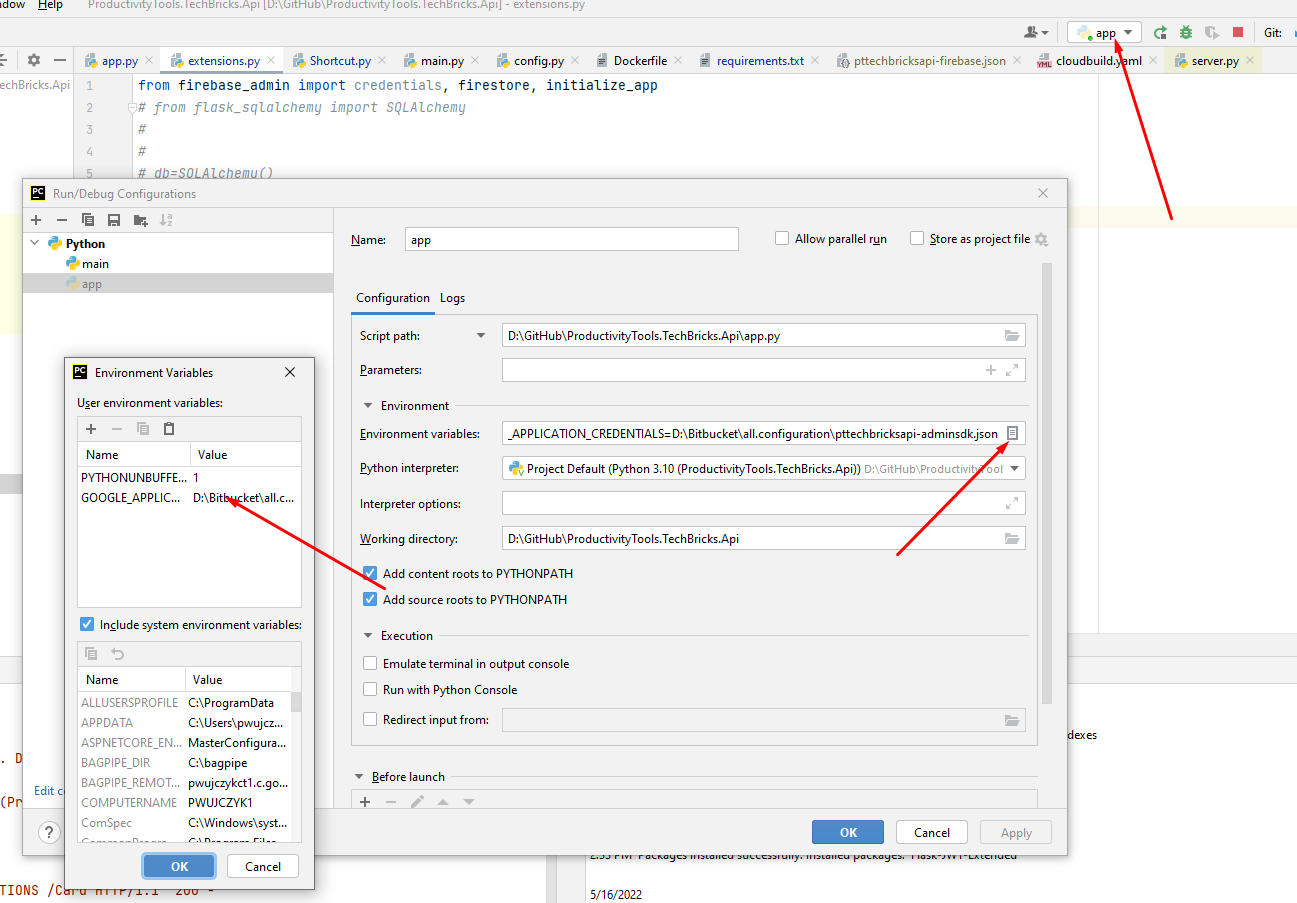 ndow Help ProductivityTools.TechBricks.Api [D:\GitHub\ProductivityTools.TechBricks.Api] - extensions.py
app Git:
app.py extensions.py Shortcut.py main.py config.py Dockerfile requirements.txt pttechbricksapi-firebase.json cloudbuild.yaml server.py
echBricks.Api 1 from firebase_admin import credentials, firestore, initialize_app
2 # from flask_sqlalchemy import SQLAlchemy
3 #
4 #
5 # db=SQLAlchemy()
Run/Debug Configurations
Python
main
app
Name: app Allow parallel run Store as project file
Configuration Logs
Script path: D:\GitHub\ProductivityTools.TechBricks.Api\app.py
Parameters:
Environment
Environment variables: _APPLICATION_CREDENTIALS=D:\Bitbucket\all.configuration\pttechbricksapi-adminsdk.json
Python interpreter: Project Default (Python 3.10 (ProductivityTools.TechBricks.Api)) D:\GitHub\ProductivityTool
Interpreter options:
Working directory: D:\GitHub\ProductivityTools.TechBricks.Api
Add content roots to PYTHONPATH
Add source roots to PYTHONPATH
Execution
Emulate terminal in output console
Run with Python Console
Redirect input from:
Before launch
OK Cancel Apply
Environment Variables
User environment variables:
Name Value
PYTHONUNBUFFE... 1
GOOGLE_APPLIC... D:\Bitbucket\all.c...
Include system environment variables:
Name Value
ALLUSERSPROFILE C:\ProgramData
APPDATA C:\Users\pwujcz...
ASPNETCORE_EN... MasterConfigura...
BAGPIPE_DIR C:\bagpipe
BAGPIPE_REMOT... pwujczykct1.c.go...
COMPUTERNAME PWUJCZYK1
ComSpec C:\Windows\syst...
CommonProgra... C:\Program Files
OK Cancel
. D
Edit co
(Pr
?
dexes
2:55 PM Packages installed successfully: Installed packages: 'Flask-JWT-Extended'
TIONS /Card HTTP/1.1" 200 -
5/16/2022